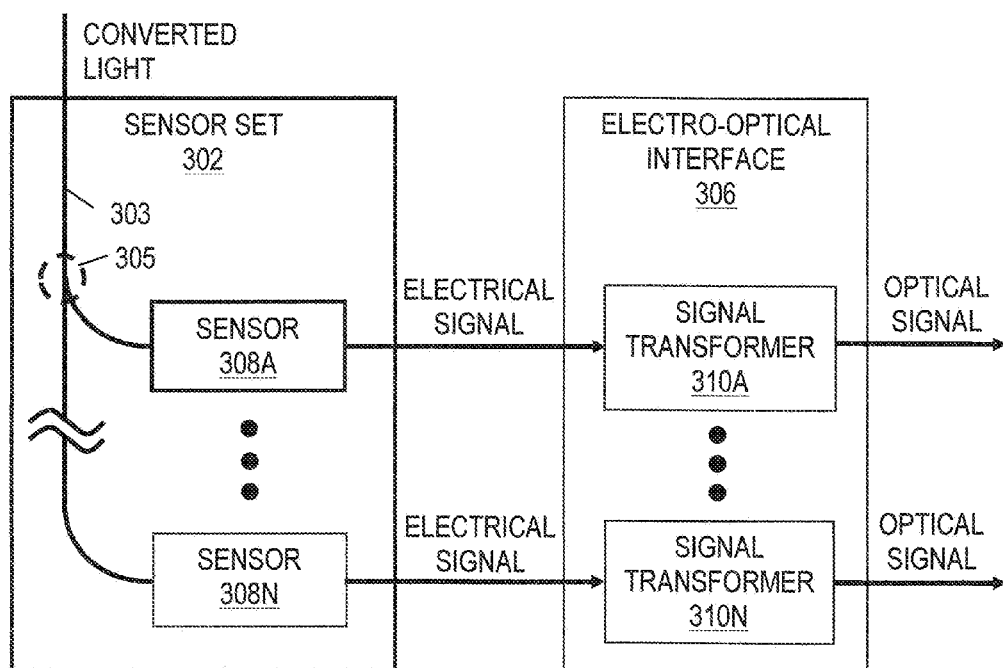 CONVERTED
LIGHT
SENSOR SET
302
303
305
SENSOR
308A
SENSOR
308N
ELECTRICAL
SIGNAL
ELECTRICAL
SIGNAL
ELECTRO-OPTICAL
INTERFACE
306
SIGNAL
TRANSFORMER
310A
SIGNAL
TRANSFORMER
310N
OPTICAL
SIGNAL
OPTICAL
SIGNAL